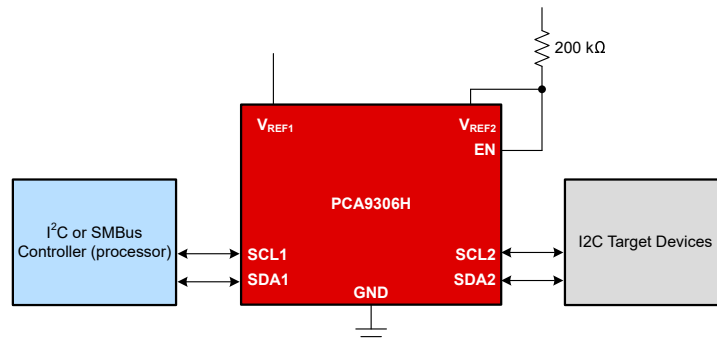 200 kΩ
VREF1
VREF2
EN
PCA9306H
I²C or SMBus
Controller (processor)
I2C Target Devices
SCL1
SCL2
SDA1
SDA2
GND